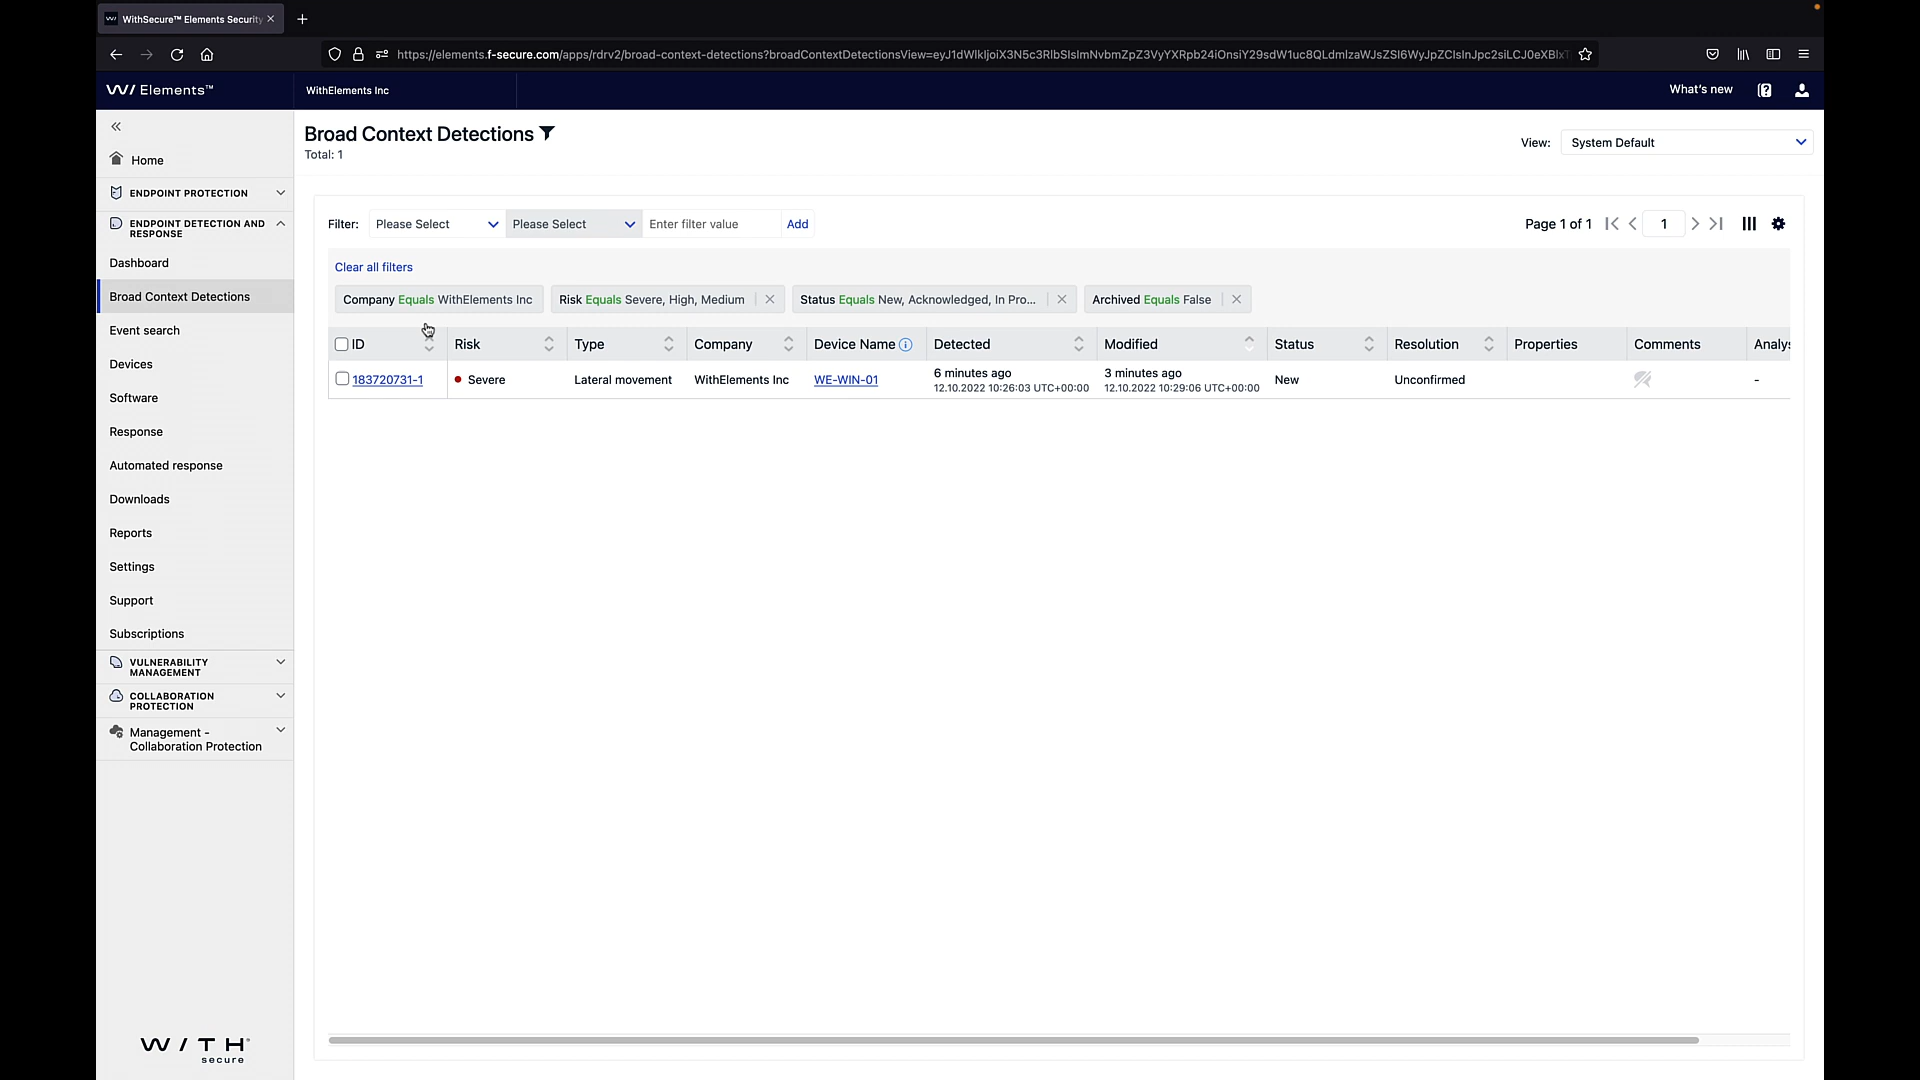 WithSecure™ Elements Security
https://elements.f-secure.com/apps/rdrv2/broad-context-detections?broadContextDetectionsView=
W/ Elements™
WithElements Inc
What's new
Home
ENDPOINT PROTECTION
ENDPOINT DETECTION AND
RESPONSE
Dashboard
Broad Context Detections
Event search
Devices
Software
Response
Automated response
Downloads
Reports
Settings
Support
Subscriptions
VULNERABILITY
MANAGEMENT
COLLABORATION
PROTECTION
Management -
Collaboration Protection
W/TH
secure
Broad Context Detections
Total: 1
View: System Default
Filter: Please Select Please Select Enter filter value Add
Page 1 of 1 1
Clear all filters
Company Equals WithElements Inc Risk Equals Severe, High, Medium Status Equals New, Acknowledged, In Pro... Archived Equals False
ID Risk Type Company Device Name Detected Modified Status Resolution Properties Comments Analys
183720731-1 Severe Lateral movement WithElements Inc WE-WIN-01 6 minutes ago 3 minutes ago New Unconfirmed -
12.10.2022 10:26:03 UTC+00:00 12.10.2022 10:29:06 UTC+00:00